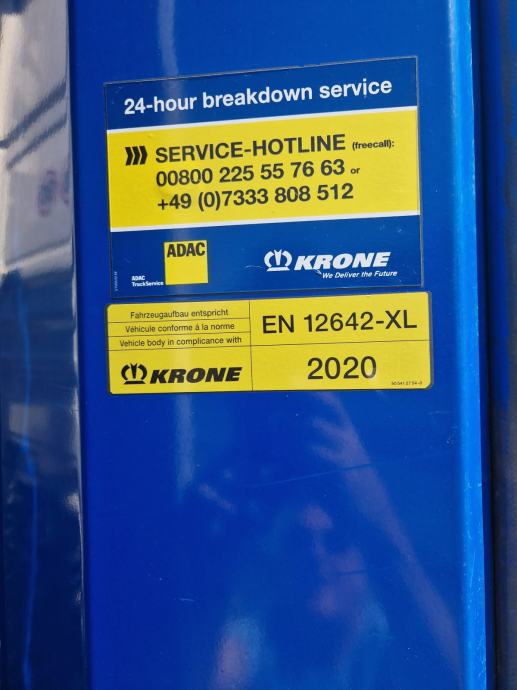 24-hour breakdown service
SERVICE-HOTLINE (freecall):
00800 225 55 76 63 or
+49 (0)7333 808 512
ADAC
ADAC
TruckService
KRONE
We Deliver the Future
Fahrzeugaufbau entspricht
Véhicule conforme à la norme
Vehicle body in complicance with
EN 12642-XL
KRONE
2020